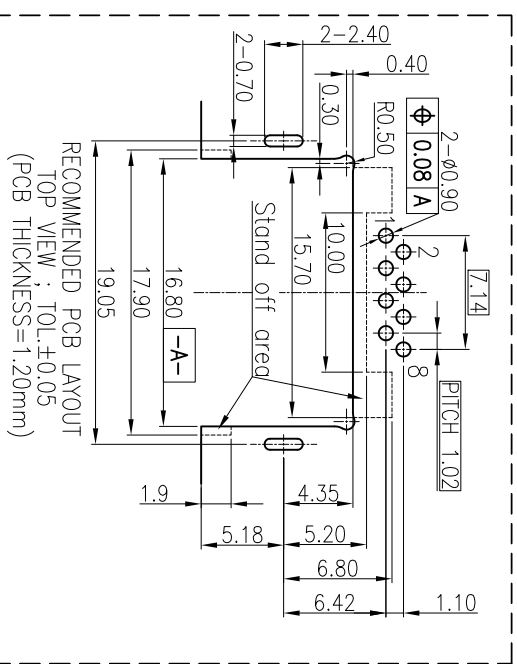 2-2.40
2-0.70
0.40
0.30
R0.50
2-ø0.90
⌖ 0.08 A
1
2
8
7.14
PITCH 1.02
10.00
15.70
Stand off area
16.80
-A-
17.90
19.05
1.9
5.18
4.35
5.20
6.80
6.42
1.10
RECOMMENDED PCB LAYOUT
TOP VIEW ; TOL.±0.05
(PCB THICKNESS=1.20mm)